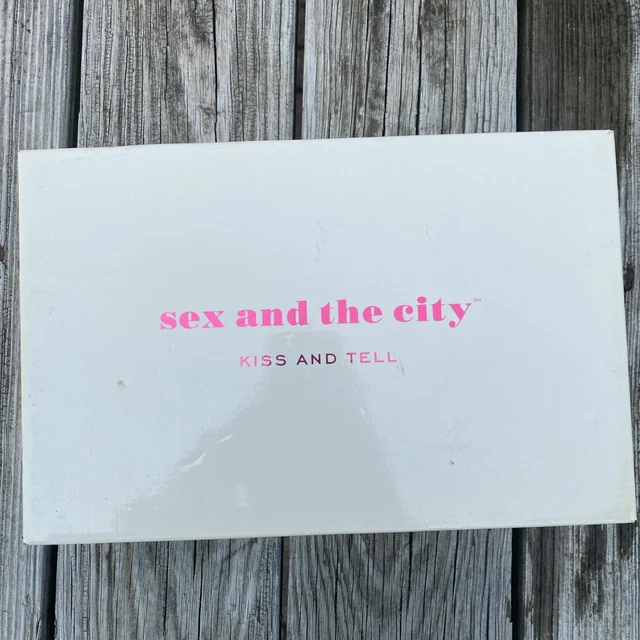 sex and the city™
KISS AND TELL